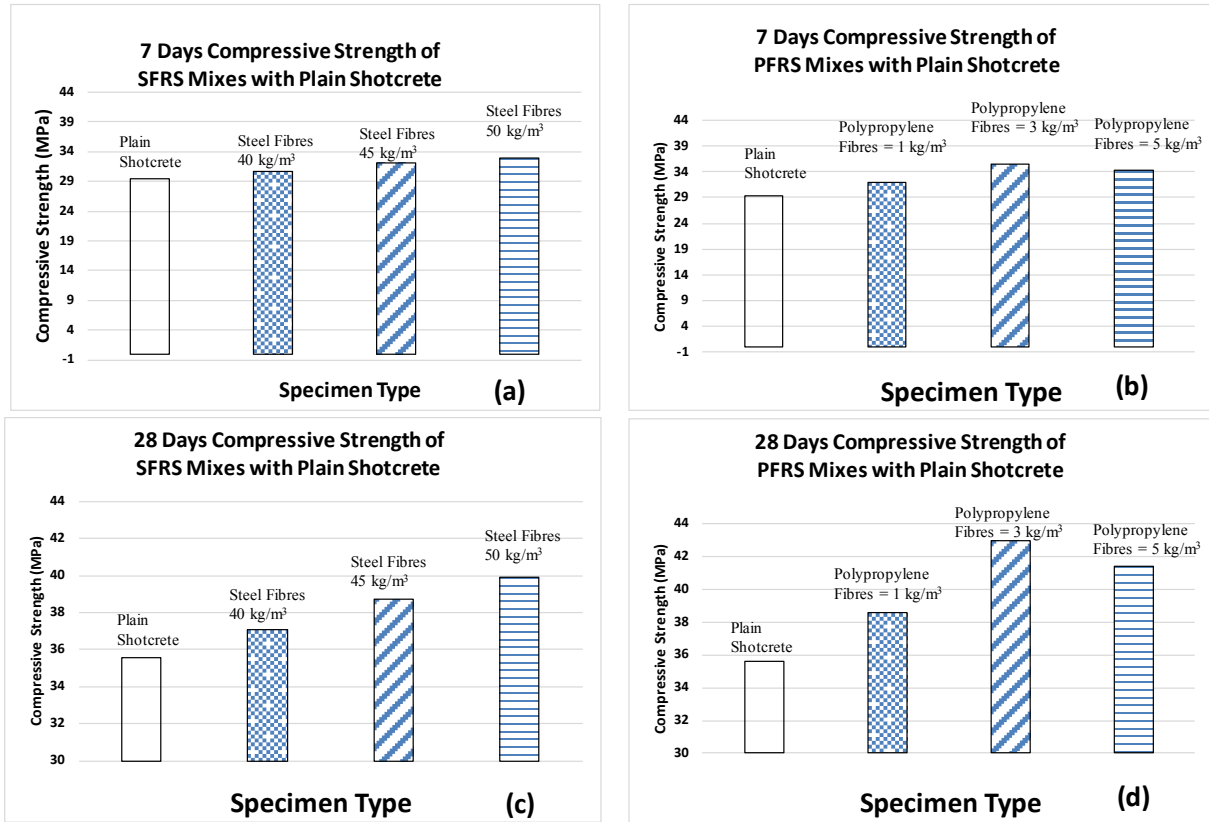 7 Days Compressive Strength of
SFRS Mixes with Plain Shotcrete
Compressive Strength (MPa)
44
39
34
29
24
19
14
9
4
-1
Plain
Shotcrete
Steel Fibres
40 kg/m³
Steel Fibres
45 kg/m³
Steel Fibres
50 kg/m³
Specimen Type
(a)
7 Days Compressive Strength of
PFRS Mixes with Plain Shotcrete
Compressive Strength (MPa)
44
39
34
29
24
19
14
9
4
-1
Plain
Shotcrete
Polypropylene
Fibres = 1 kg/m³
Polypropylene
Fibres = 3 kg/m³
Polypropylene
Fibres = 5 kg/m³
Specimen Type
(b)
28 Days Compressive Strength of
SFRS Mixes with Plain Shotcrete
Compressive Strength (MPa)
44
42
40
38
36
34
32
30
Plain
Shotcrete
Steel Fibres
40 kg/m³
Steel Fibres
45 kg/m³
Steel Fibres
50 kg/m³
Specimen Type
(c)
28 Days Compressive Strength of
PFRS Mixes with Plain Shotcrete
Compressive Strength (MPa)
44
42
40
38
36
34
32
30
Plain
Shotcrete
Polypropylene
Fibres = 1 kg/m³
Polypropylene
Fibres = 3 kg/m³
Polypropylene
Fibres = 5 kg/m³
Specimen Type
(d)